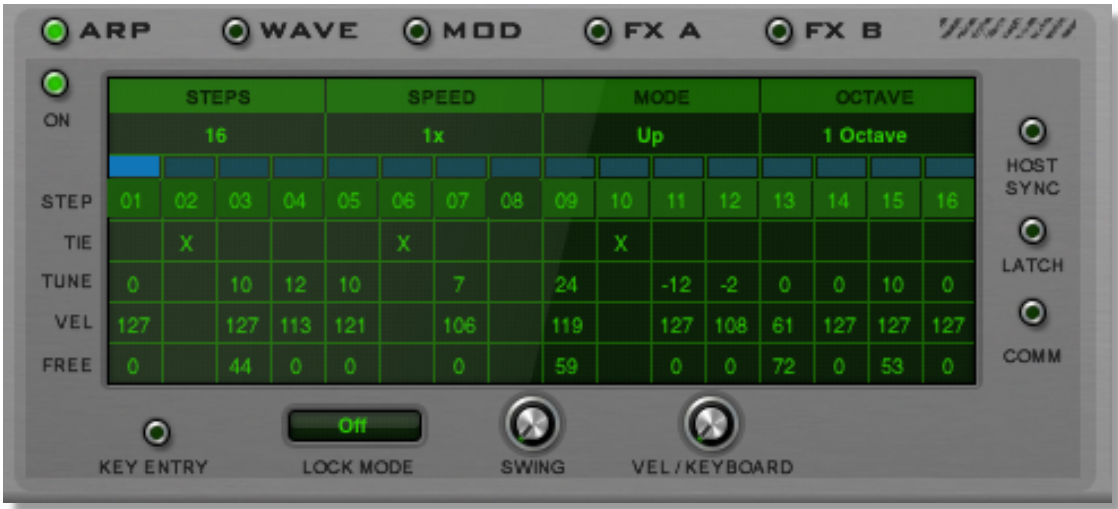 ARP WAVE MOD FX A FX B
ON
STEPS SPEED MODE OCTAVE
16 1x Up 1 Octave
HOST
SYNC
STEP 01 02 03 04 05 06 07 08 09 10 11 12 13 14 15 16
TIE X X X
LATCH
TUNE 0 10 12 10 7 24 -12 -2 0 0 10 0
VEL 127 127 113 121 106 119 127 108 61 127 127 127
COMM
FREE 0 44 0 0 0 59 0 0 72 0 53 0
Off
KEY ENTRY LOCK MODE SWING VEL / KEYBOARD